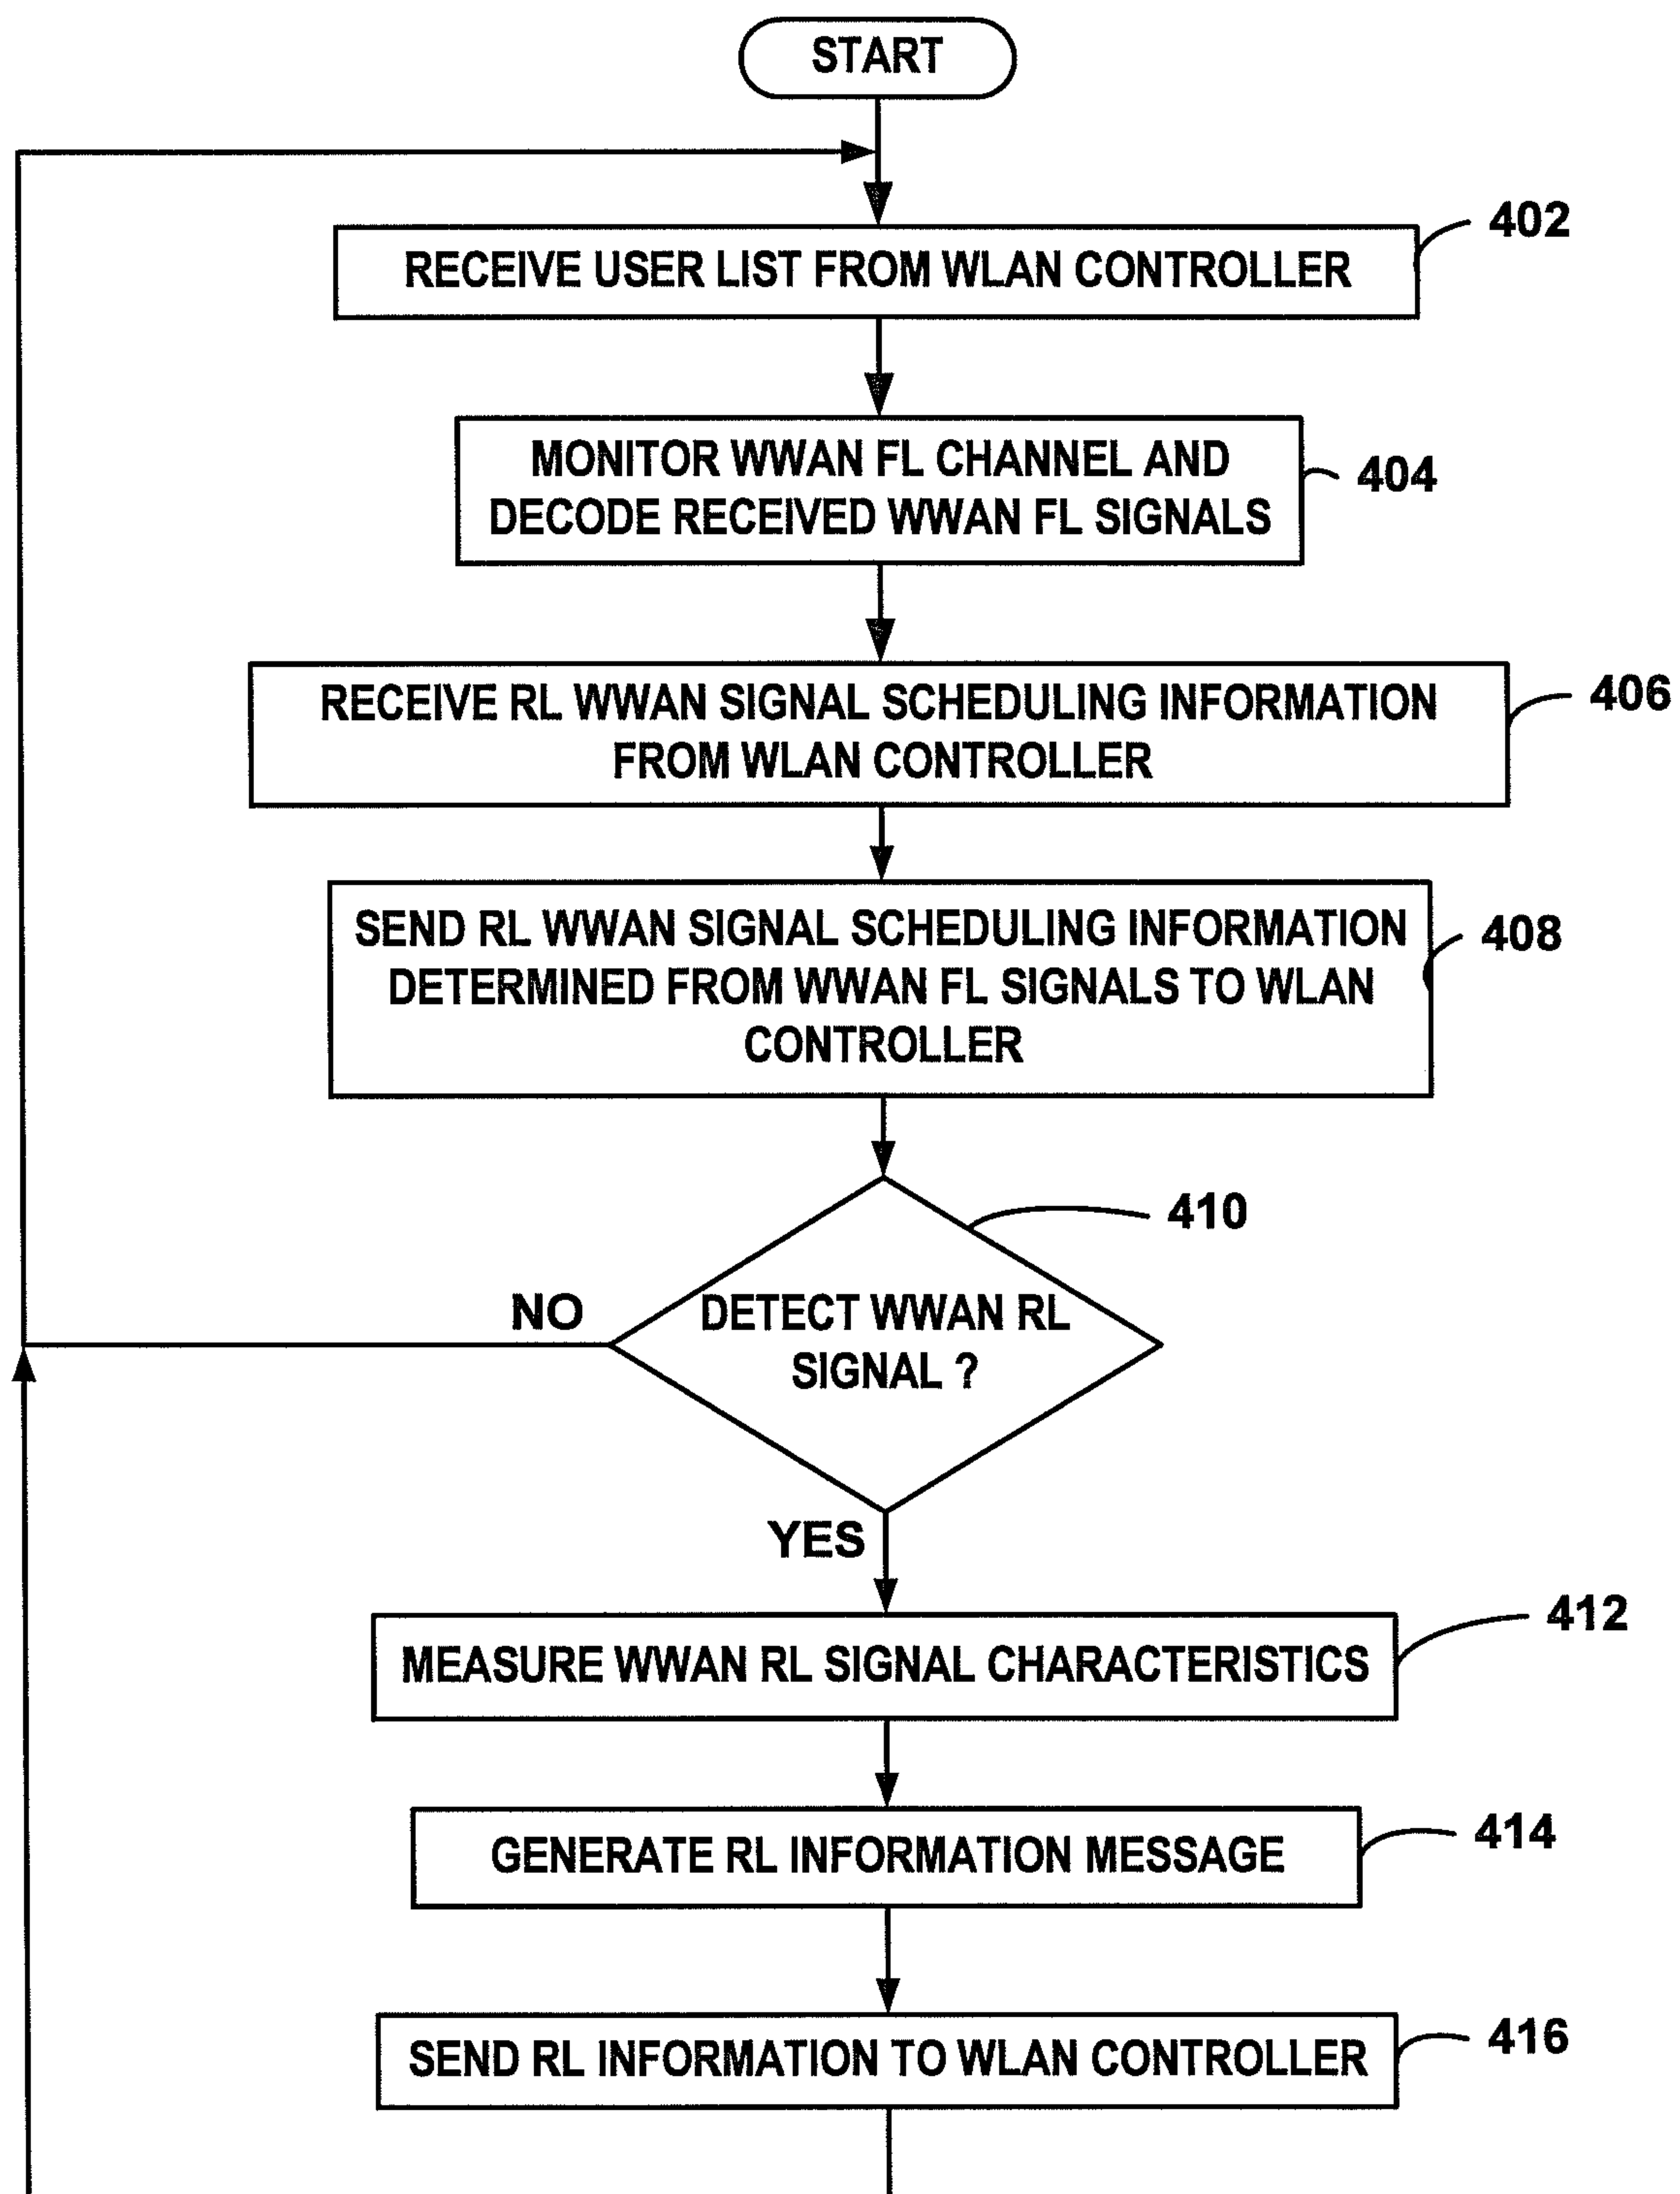 START
402
RECEIVE USER LIST FROM WLAN CONTROLLER
MONITOR WWAN FL CHANNEL AND
DECODE RECEIVED WWAN FL SIGNALS
404
RECEIVE RL WWAN SIGNAL SCHEDULING INFORMATION
FROM WLAN CONTROLLER
406
SEND RL WWAN SIGNAL SCHEDULING INFORMATION
DETERMINED FROM WWAN FL SIGNALS TO WLAN
CONTROLLER
408
410
NO
DETECT WWAN RL
SIGNAL ?
YES
412
MEASURE WWAN RL SIGNAL CHARACTERISTICS
414
GENERATE RL INFORMATION MESSAGE
416
SEND RL INFORMATION TO WLAN CONTROLLER